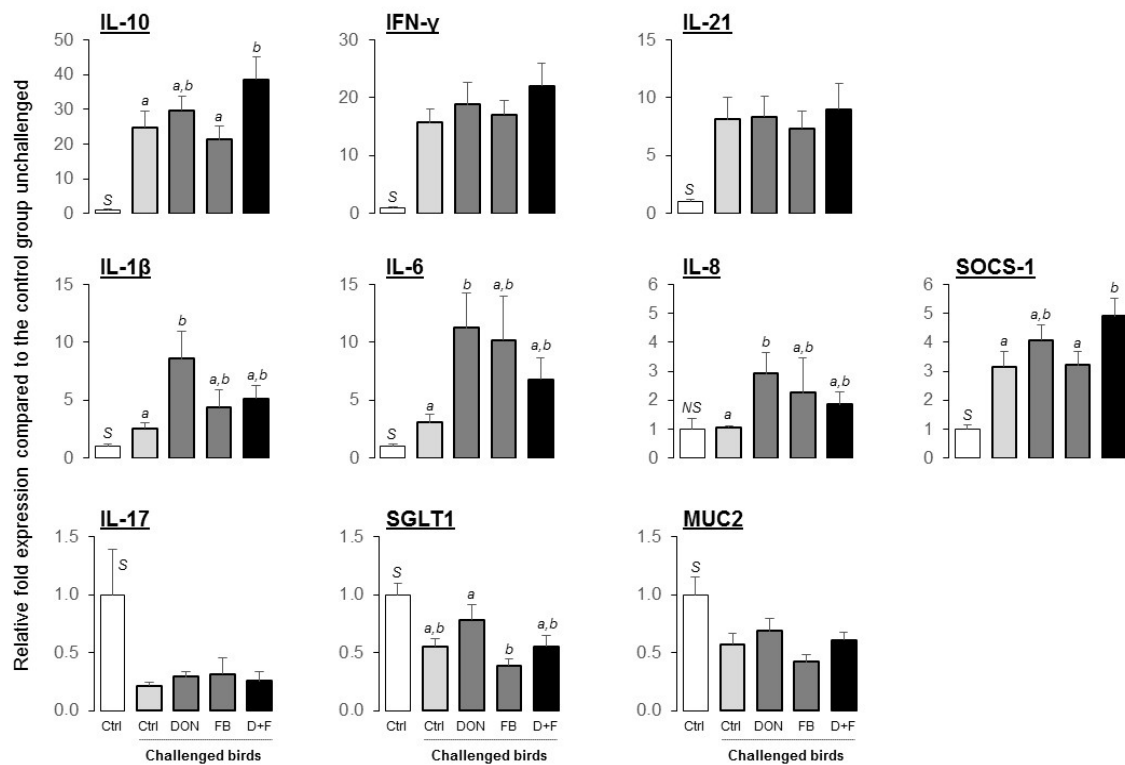 Relative fold expression compared to the control group unchallenged
IL-10
50
40
30
20
10
0
S
a
a,b
a
b
IFN-γ
30
20
10
0
S
IL-21
15
10
5
0
S
IL-1β
15
10
5
0
S
a
b
a,b
a,b
IL-6
15
10
5
0
S
a
b
a,b
a,b
IL-8
6
5
4
3
2
1
0
NS
a
b
a,b
a,b
SOCS-1
6
5
4
3
2
1
0
S
a
a,b
a
b
IL-17
1.5
1.0
0.5
0.0
S
Ctrl Ctrl DON FB D+F
Challenged birds
SGLT1
1.5
1.0
0.5
0.0
S
a,b
a
b
a,b
Ctrl Ctrl DON FB D+F
Challenged birds
MUC2
1.5
1.0
0.5
0.0
S
Ctrl Ctrl DON FB D+F
Challenged birds